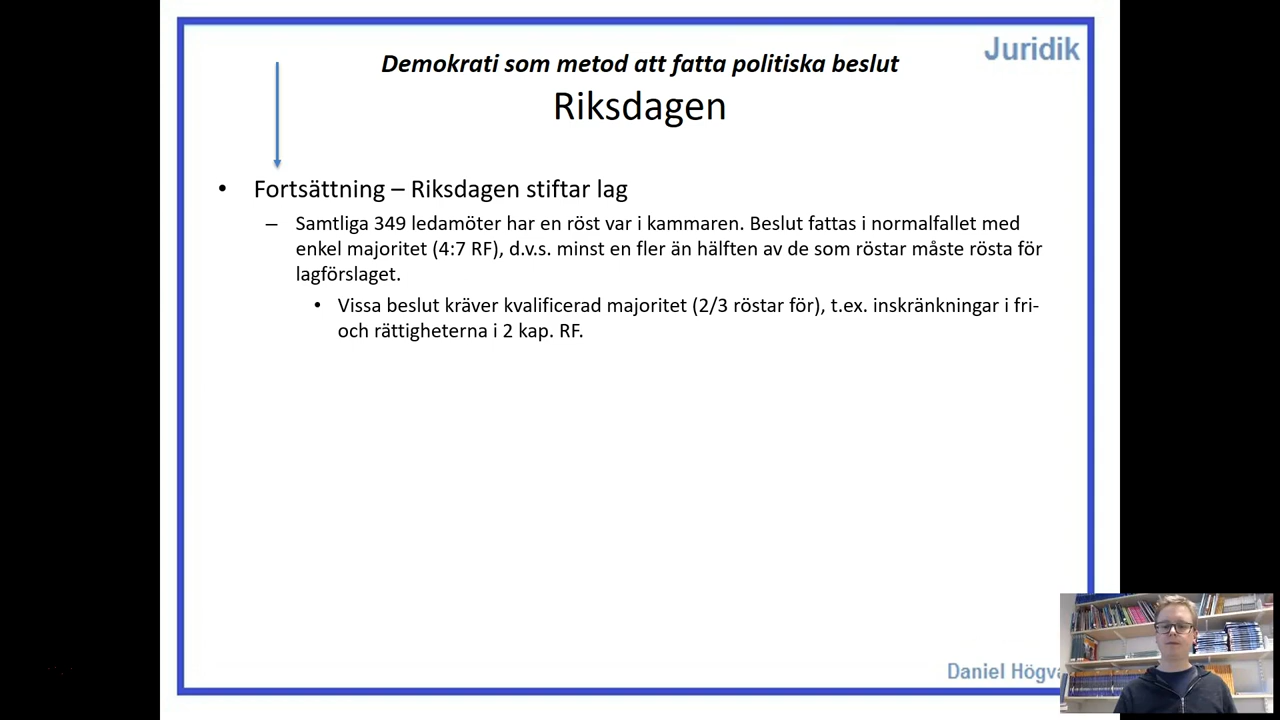 Juridik
Demokrati som metod att fatta politiska beslut
Riksdagen
• Fortsättning – Riksdagen stiftar lag
– Samtliga 349 ledamöter har en röst var i kammaren. Beslut fattas i normalfallet med
enkel majoritet (4:7 RF), d.v.s. minst en fler än hälften av de som röstar måste rösta för
lagförslaget.
• Vissa beslut kräver kvalificerad majoritet (2/3 röstar för), t.ex. inskränkningar i fri-
och rättigheterna i 2 kap. RF.
Daniel